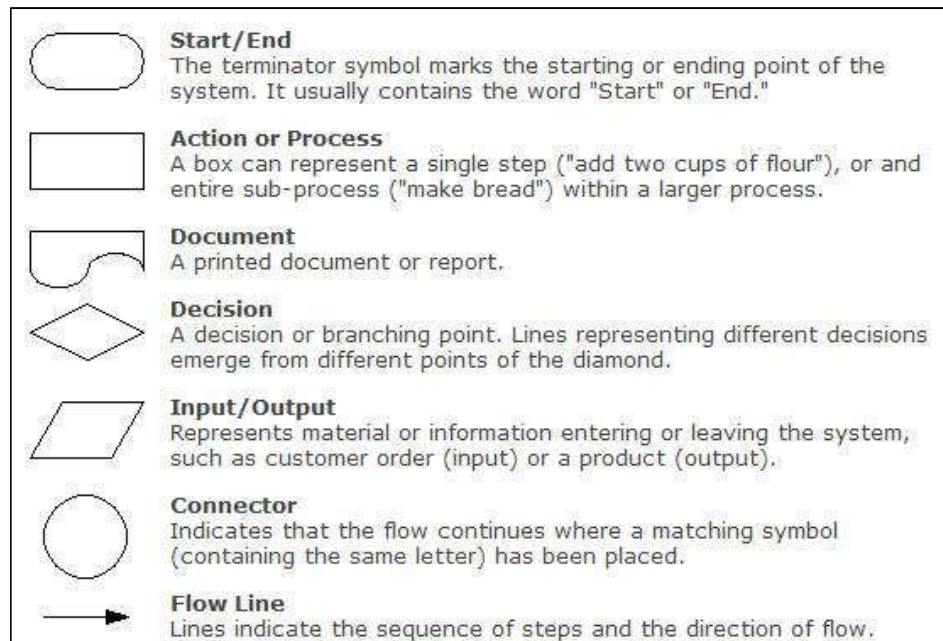 Start/End
The terminator symbol marks the starting or ending point of the
system. It usually contains the word "Start" or "End."
Action or Process
A box can represent a single step ("add two cups of flour"), or and
entire sub-process ("make bread") within a larger process.
Document
A printed document or report.
Decision
A decision or branching point. Lines representing different decisions
emerge from different points of the diamond.
Input/Output
Represents material or information entering or leaving the system,
such as customer order (input) or a product (output).
Connector
Indicates that the flow continues where a matching symbol
(containing the same letter) has been placed.
Flow Line
Lines indicate the sequence of steps and the direction of flow.